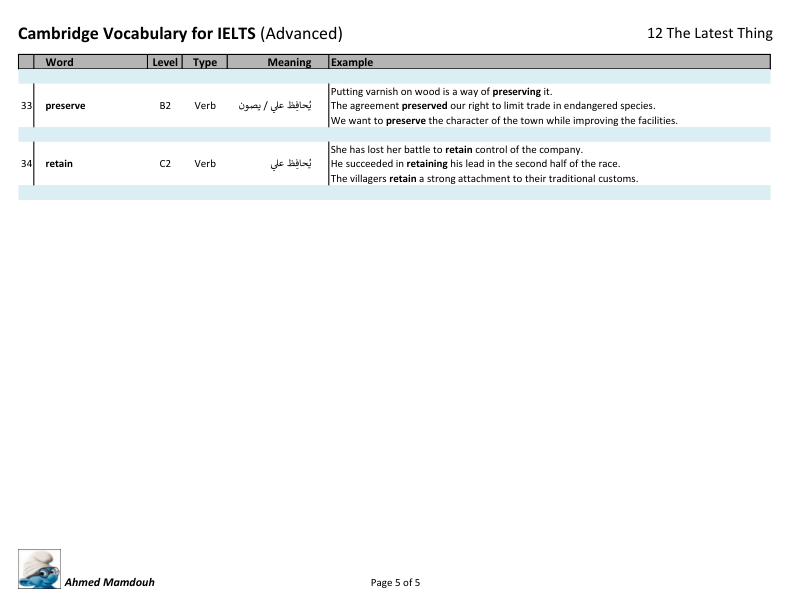 Cambridge Vocabulary for IELTS (Advanced) 12 The Latest Thing
Word Level Type Meaning Example
33 preserve B2 Verb يُحافِظ علي / يصون
Putting varnish on wood is a way of preserving it.
The agreement preserved our right to limit trade in endangered species.
We want to preserve the character of the town while improving the facilities.
34 retain C2 Verb يُحافِظ علي
She has lost her battle to retain control of the company.
He succeeded in retaining his lead in the second half of the race.
The villagers retain a strong attachment to their traditional customs.
Ahmed Mamdouh Page 5 of 5